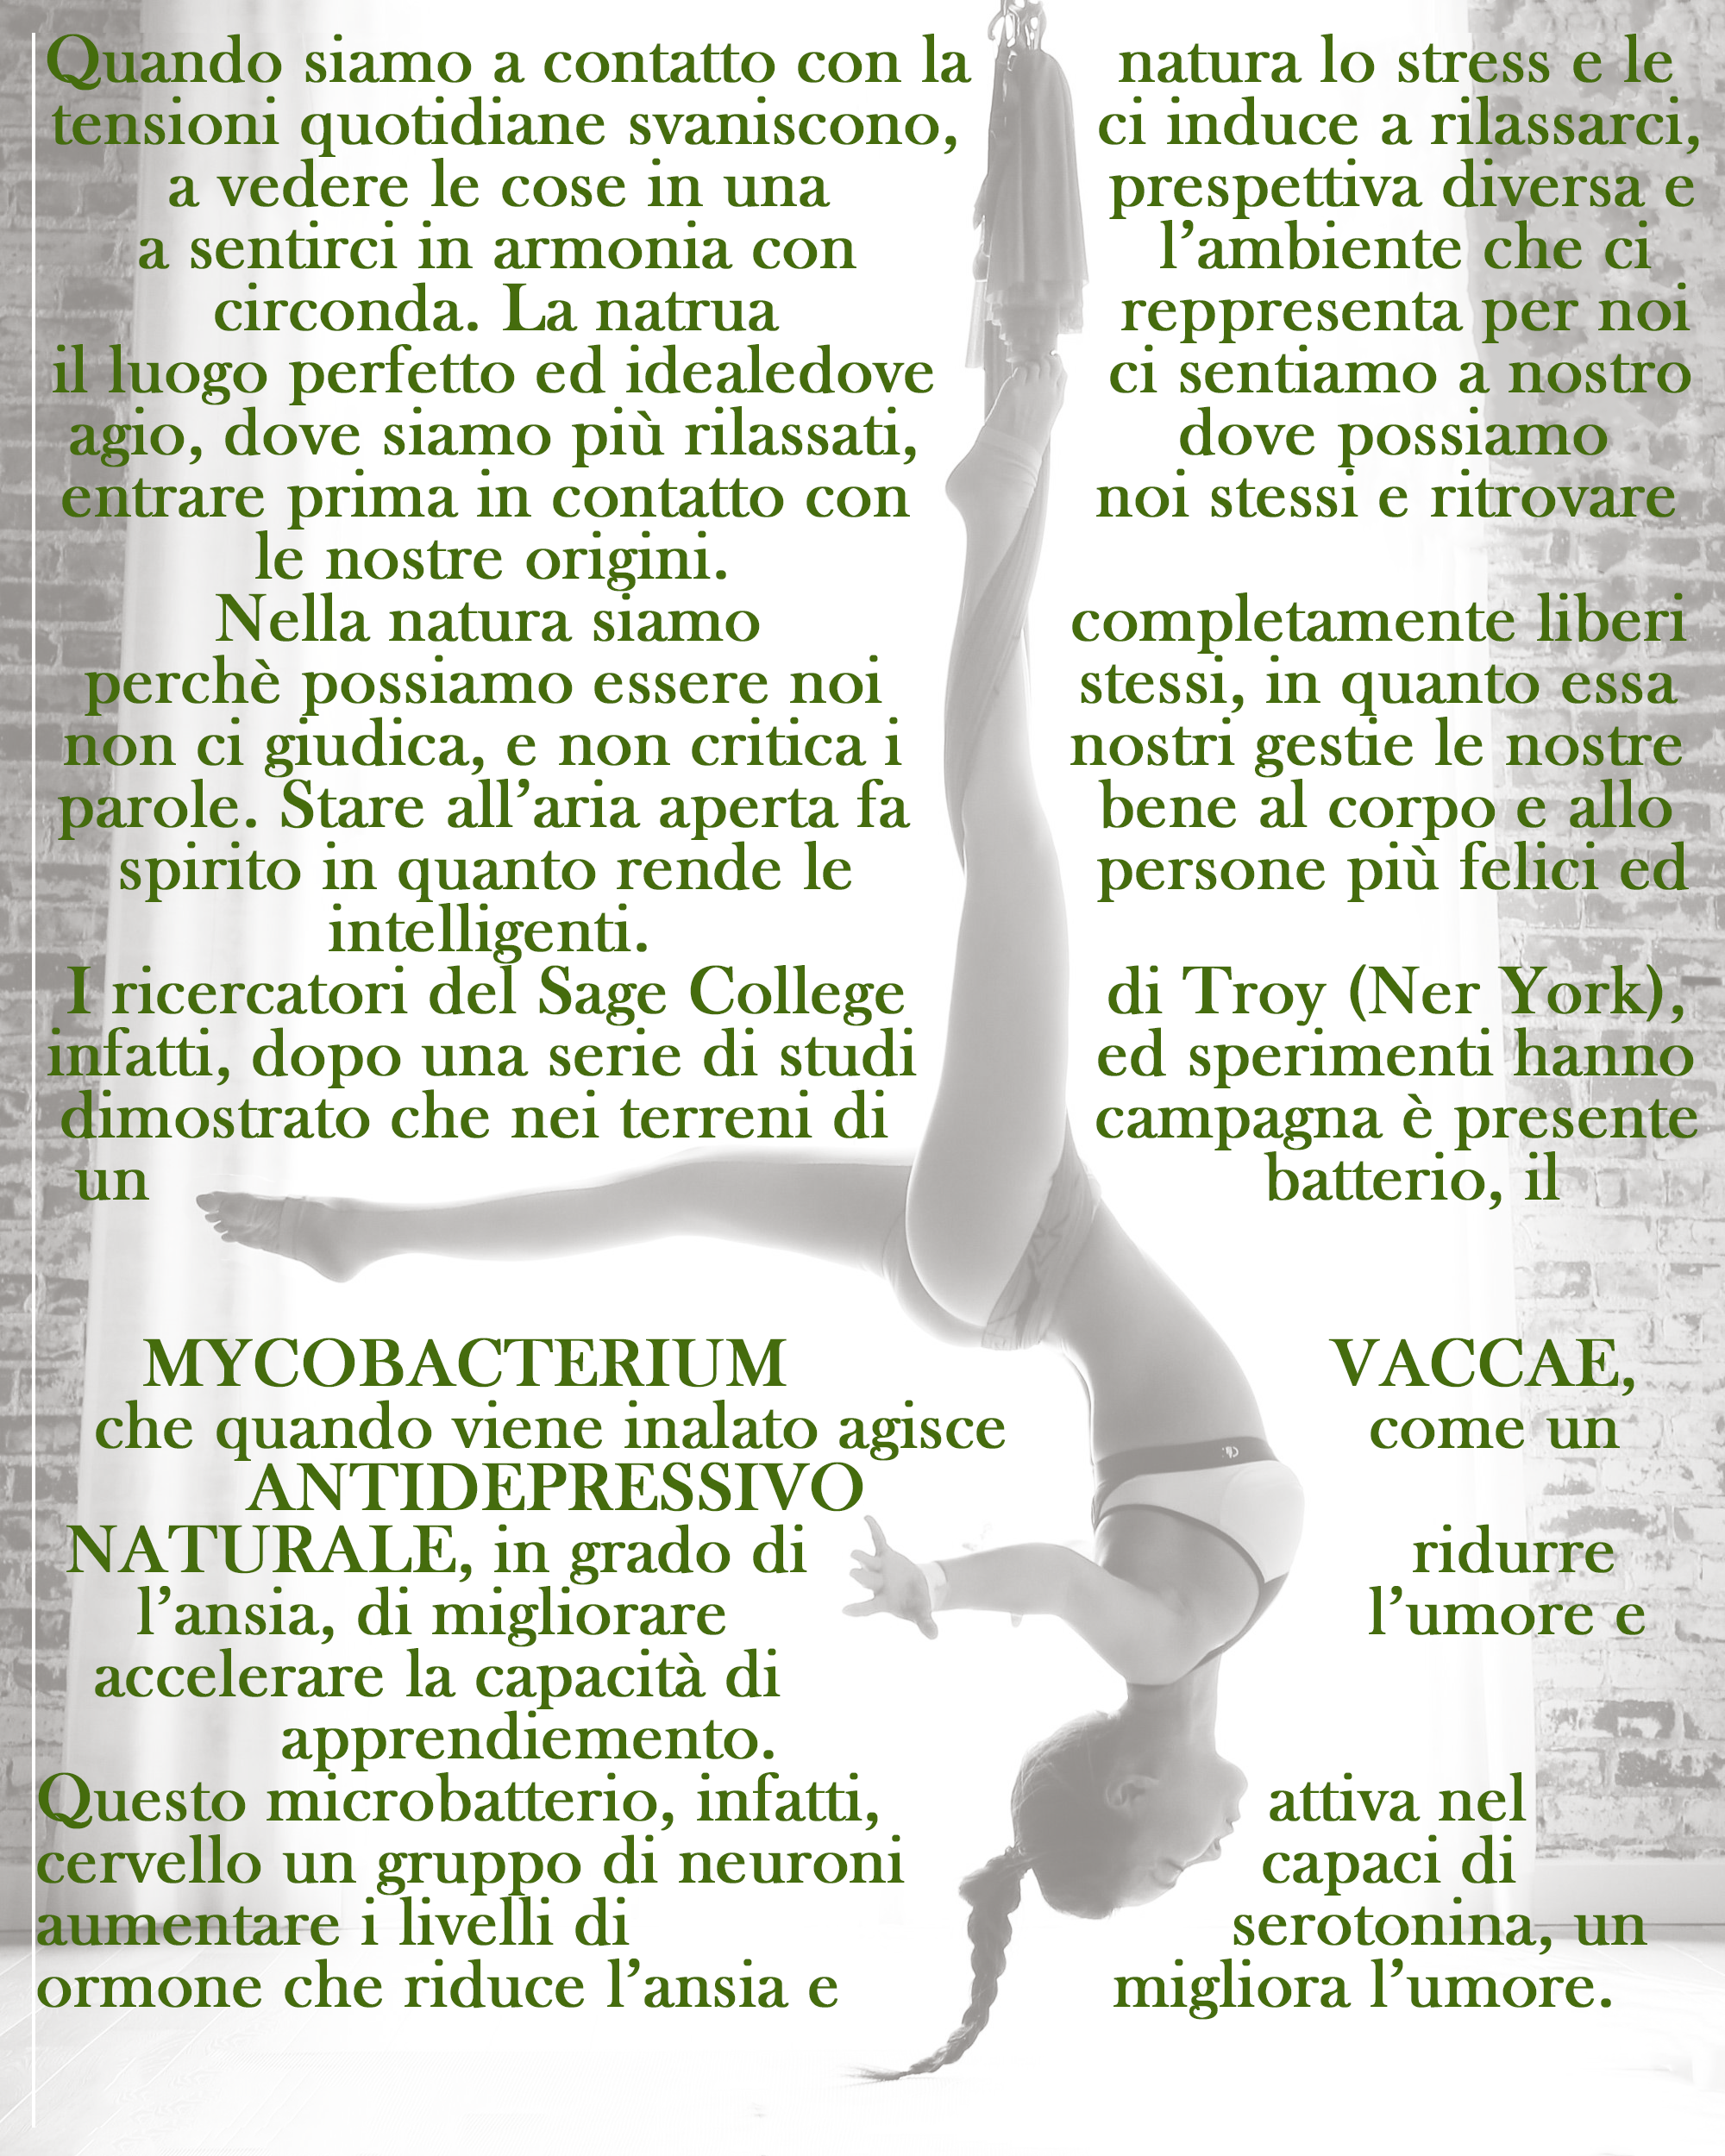 Quando siamo a contatto con la natura lo stress e le
tensioni quotidiane svaniscono, ci induce a rilassarci,
a vedere le cose in una prespettiva diversa e
a sentirci in armonia con l’ambiente che ci
circonda. La natrua reppresenta per noi
il luogo perfetto ed idealedove ci sentiamo a nostro
agio, dove siamo più rilassati, dove possiamo
entrare prima in contatto con noi stessi e ritrovare
le nostre origini.
Nella natura siamo completamente liberi
perchè possiamo essere noi stessi, in quanto essa
non ci giudica, e non critica i nostri gestie le nostre
parole. Stare all’aria aperta fa bene al corpo e allo
spirito in quanto rende le persone più felici ed
intelligenti.
I ricercatori del Sage College di Troy (Ner York),
infatti, dopo una serie di studi ed sperimenti hanno
dimostrato che nei terreni di campagna è presente
un batterio, il
MYCOBACTERIUM VACCAE,
che quando viene inalato agisce come un
ANTIDEPRESSIVO
NATURALE, in grado di ridurre
l’ansia, di migliorare l’umore e
accelerare la capacità di
apprendiemento.
Questo microbatterio, infatti, attiva nel
cervello un gruppo di neuroni capaci di
aumentare i livelli di serotonina, un
ormone che riduce l’ansia e migliora l’umore.